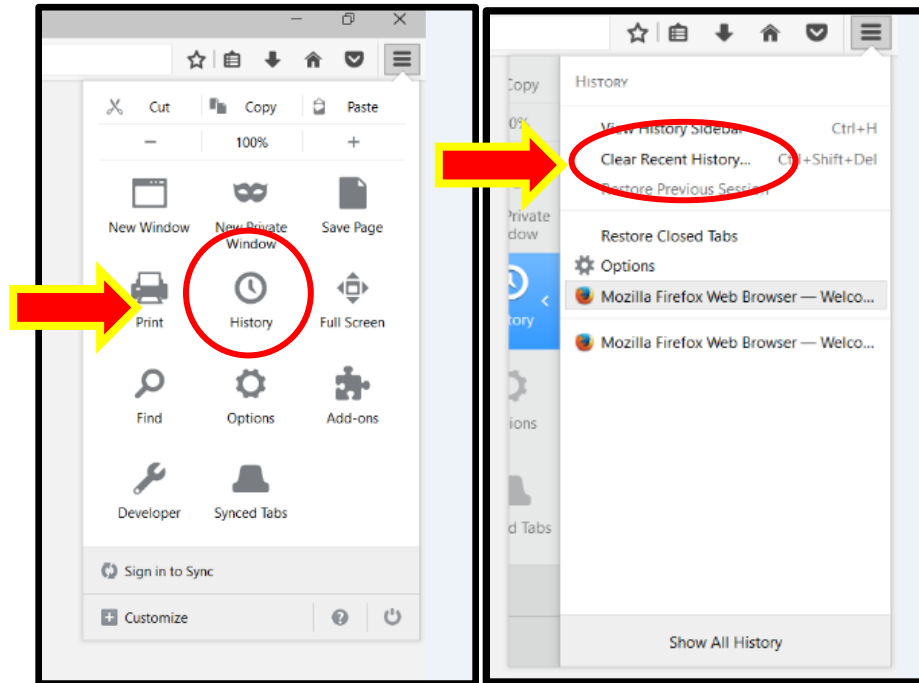 Cut Copy Paste
100%
New Window New Private Window Save Page
Print History Full Screen
Find Options Add-ons
Developer Synced Tabs
Sign in to Sync
Customize
Copy
0%
Private
dow
tory
ions
d Tabs
HISTORY
View History Sidebar Ctrl+H
Clear Recent History... Ctrl+Shift+Del
Restore Previous Session
Restore Closed Tabs
Options
Mozilla Firefox Web Browser — Welco...
Mozilla Firefox Web Browser — Welco...
Show All History